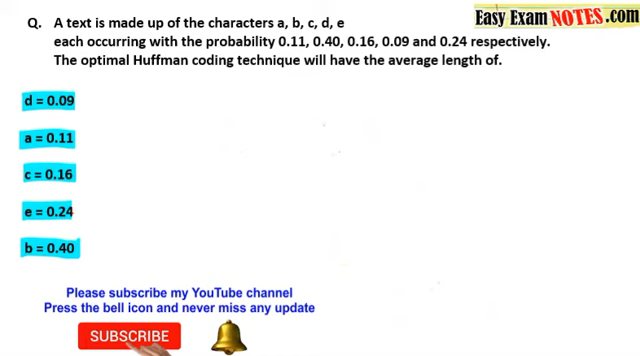 Easy Exam NOTES.com
Q. A text is made up of the characters a, b, c, d, e
each occurring with the probability 0.11, 0.40, 0.16, 0.09 and 0.24 respectively.
The optimal Huffman coding technique will have the average length of.
d = 0.09
a = 0.11
c = 0.16
e = 0.24
b = 0.40
Please subscribe my YouTube channel
Press the bell icon and never miss any update
SUBSCRIBE